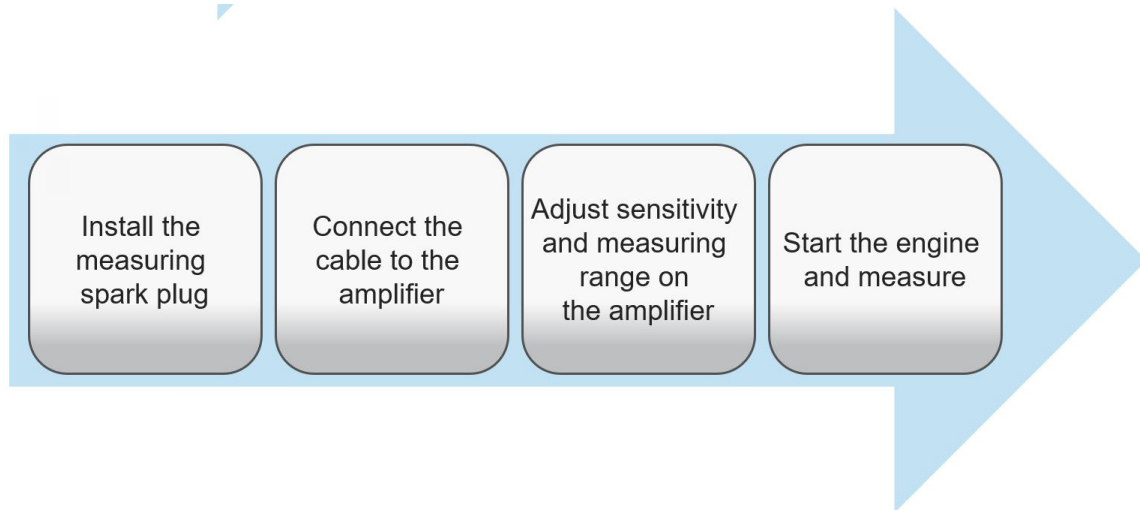 Install the
measuring
spark plug
Connect the
cable to the
amplifier
Adjust sensitivity
and measuring
range on
the amplifier
Start the engine
and measure